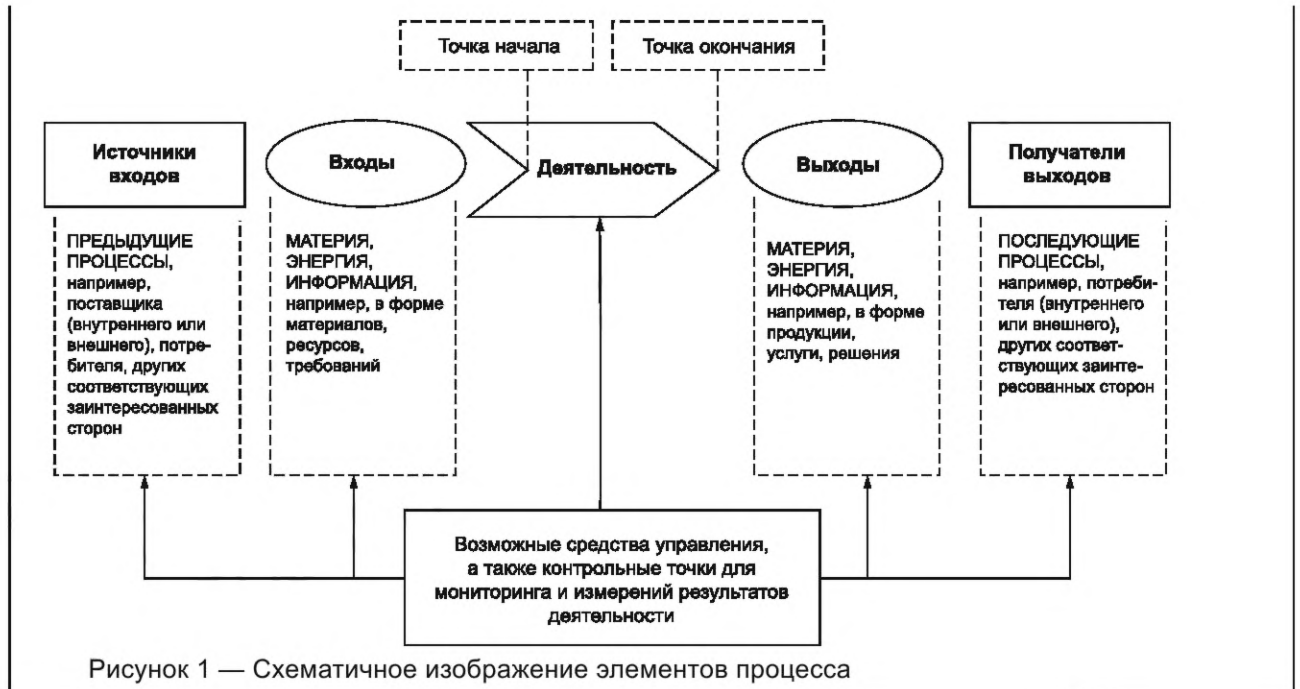 Точка начала
Точка окончания
Источники
входов
Входы
Деятельность
Выходы
Получатели
выходов
ПРЕДЫДУЩИЕ
ПРОЦЕССЫ,
например,
поставщика
(внутреннего или
внешнего), потре-
бителя, других
соответствующих
заинтересованных
сторон
МАТЕРИЯ,
ЭНЕРГИЯ,
ИНФОРМАЦИЯ,
например, в форме
материалов,
ресурсов,
требований
МАТЕРИЯ,
ЭНЕРГИЯ,
ИНФОРМАЦИЯ,
например, в форме
продукции,
услуги, решения
ПОСЛЕДУЮЩИЕ
ПРОЦЕССЫ,
например, потреби-
теля (внутреннего
или внешнего),
других соответ-
ствующих заинте-
ресованных сторон
Возможные средства управления,
а также контрольные точки для
мониторинга и измерений результатов
деятельности
Рисунок 1 — Схематичное изображение элементов процесса